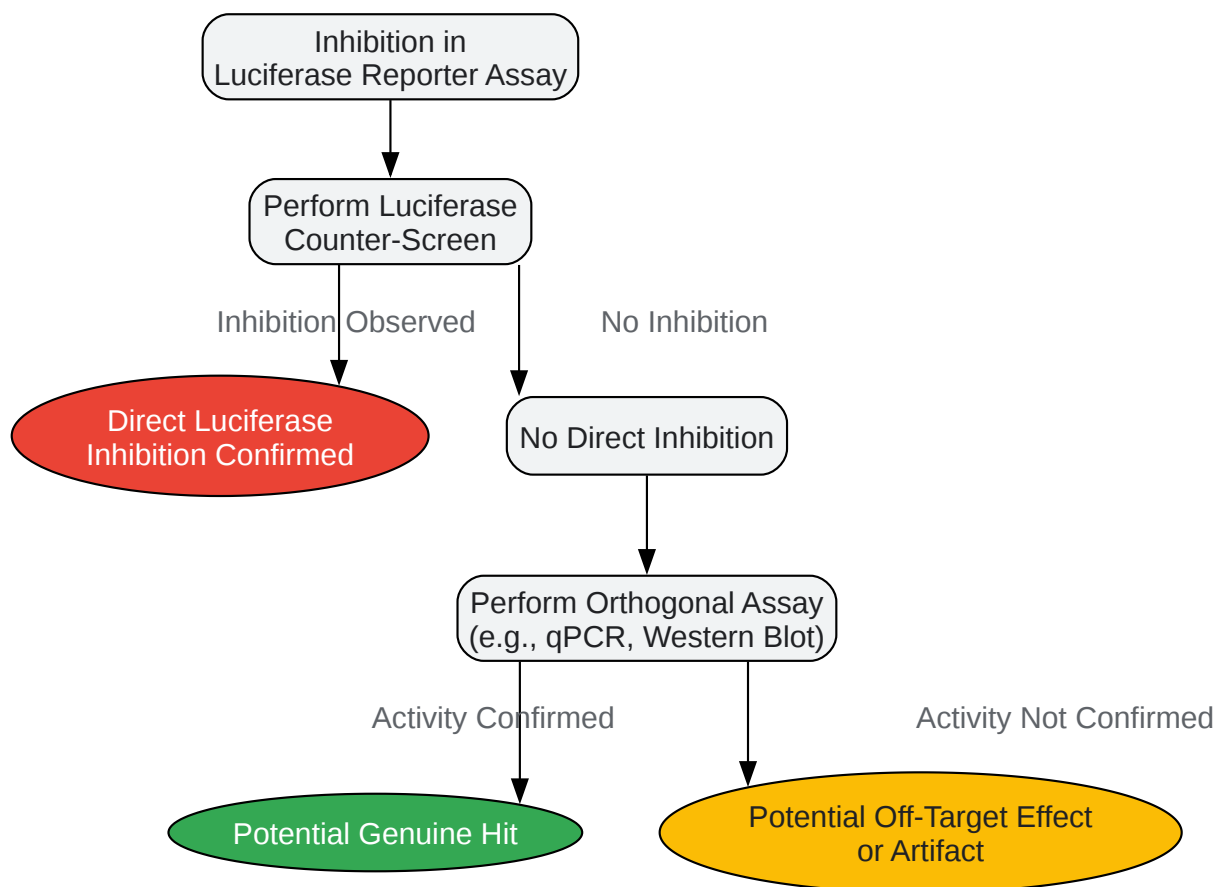 Inhibition in
Luciferase Reporter Assay
Perform Luciferase
Counter-Screen
Inhibition Observed
No Inhibition
Direct Luciferase
Inhibition Confirmed
No Direct Inhibition
Perform Orthogonal Assay
(e.g., qPCR, Western Blot)
Activity Confirmed
Activity Not Confirmed
Potential Genuine Hit
Potential Off-Target Effect
or Artifact